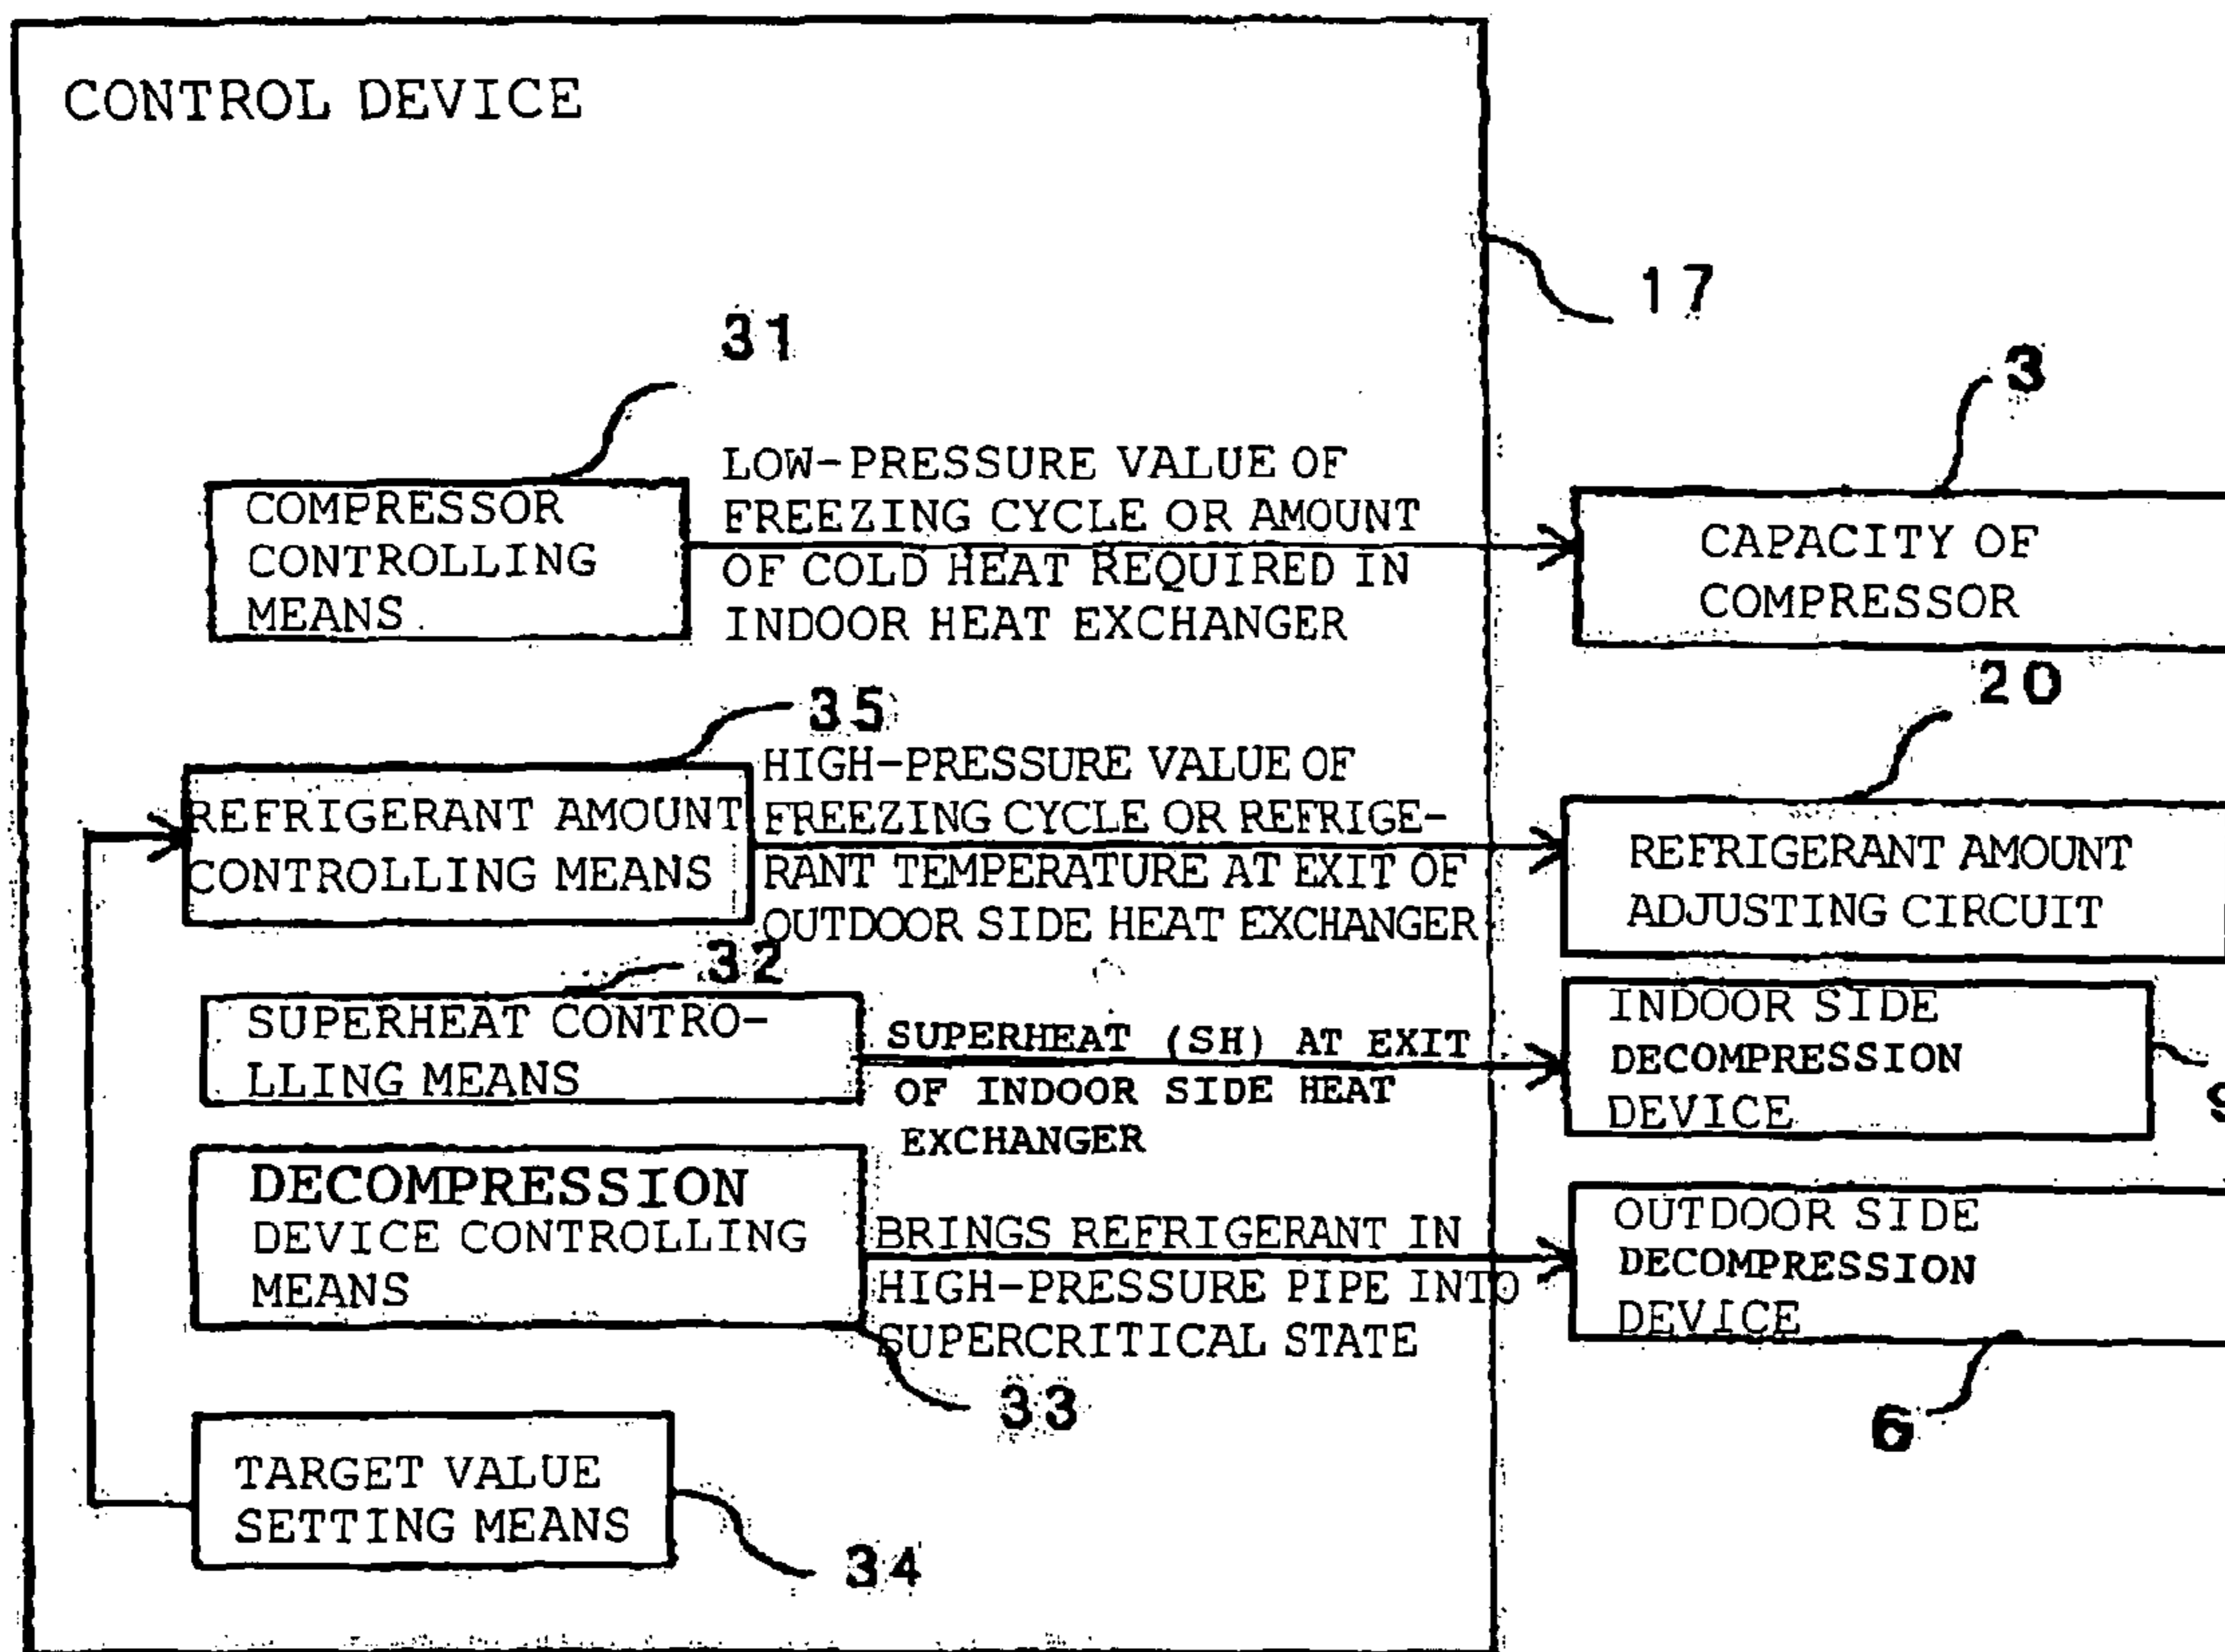 CONTROL DEVICE
17
31
3
COMPRESSOR
CONTROLLING
MEANS
LOW-PRESSURE VALUE OF
FREEZING CYCLE OR AMOUNT
OF COLD HEAT REQUIRED IN
INDOOR HEAT EXCHANGER
CAPACITY OF
COMPRESSOR
35
20
REFRIGERANT AMOUNT
CONTROLLING MEANS
HIGH-PRESSURE VALUE OF
FREEZING CYCLE OR REFRIGE-
RANT TEMPERATURE AT EXIT OF
OUTDOOR SIDE HEAT EXCHANGER
REFRIGERANT AMOUNT
ADJUSTING CIRCUIT
32
SUPERHEAT CONTRO-
LLING MEANS
SUPERHEAT (SH) AT EXIT
OF INDOOR SIDE HEAT
EXCHANGER
INDOOR SIDE
DECOMPRESSION
DEVICE
DECOMPRESSION
DEVICE CONTROLLING
MEANS
BRINGS REFRIGERANT IN
HIGH-PRESSURE PIPE INTO
SUPERCRITICAL STATE
OUTDOOR SIDE
DECOMPRESSION
DEVICE
33
6
TARGET VALUE
SETTING MEANS
34